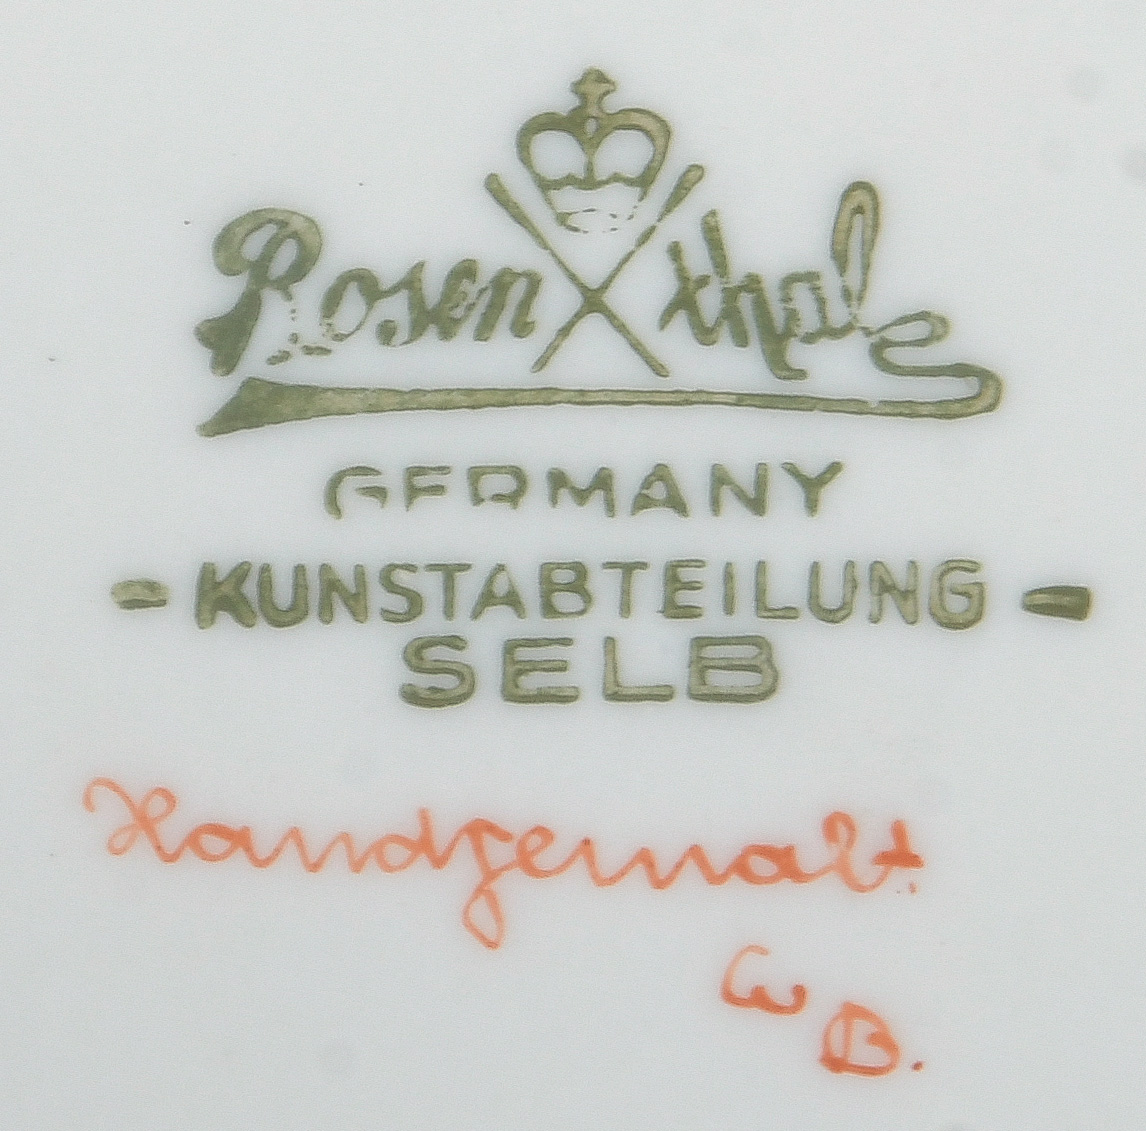 Rosenthal
GERMANY
- KUNSTABTEILUNG -
SELB
Handgemalt
W B.